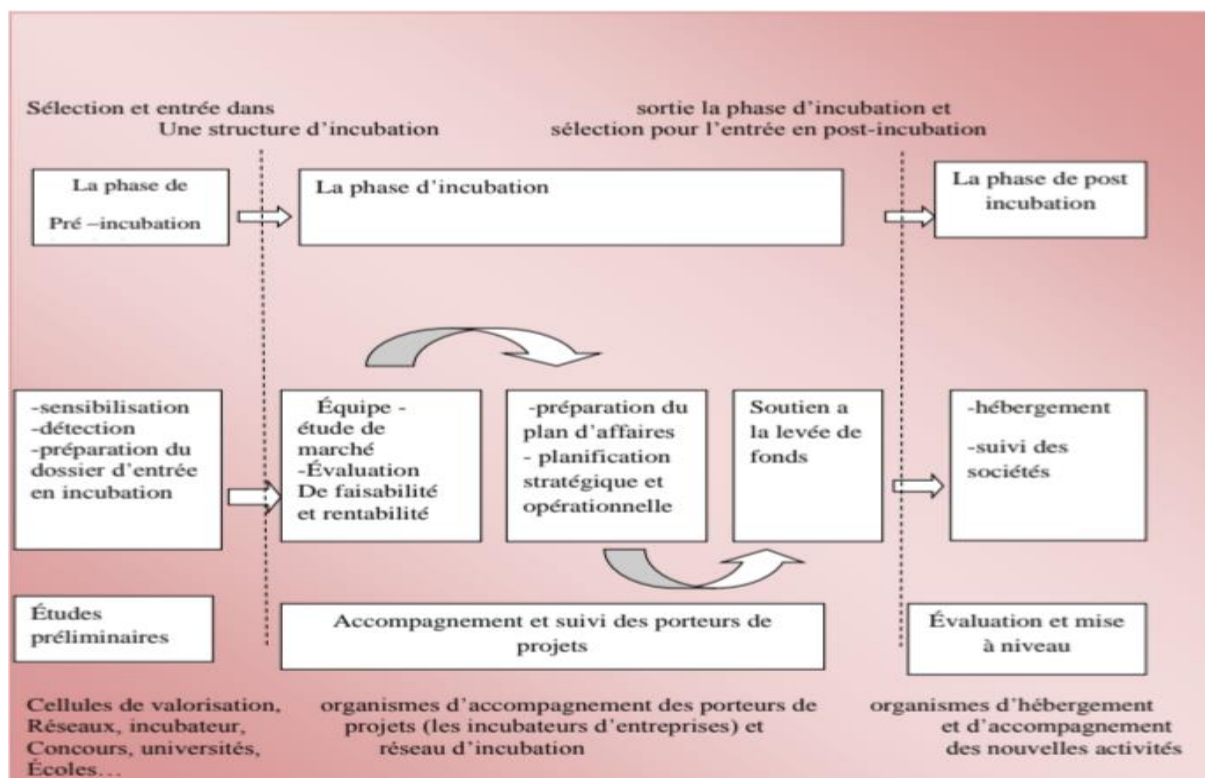 Sélection et entrée dans
Une structure d'incubation
sortie la phase d'incubation et
sélection pour l'entrée en post-incubation
La phase de
Pré –incubation
La phase d'incubation
La phase de post
incubation
-sensibilisation
-détection
-préparation du
dossier d'entrée
en incubation
Équipe -
étude de
marché
-Évaluation
De faisabilité
et rentabilité
-préparation du
plan d'affaires
- planification
stratégique et
opérationnelle
Soutien a
la levée de
fonds
-hébergement
-suivi des
sociétés
Études
préliminaires
Accompagnement et suivi des porteurs de
projets
Évaluation et mise
à niveau
Cellules de valorisation,
Réseaux, incubateur,
Concours, universités,
Écoles…
organismes d'accompagnement des porteurs de
projets (les incubateurs d'entreprises) et
réseau d'incubation
organismes d'hébergement
et d'accompagnement
des nouvelles activités